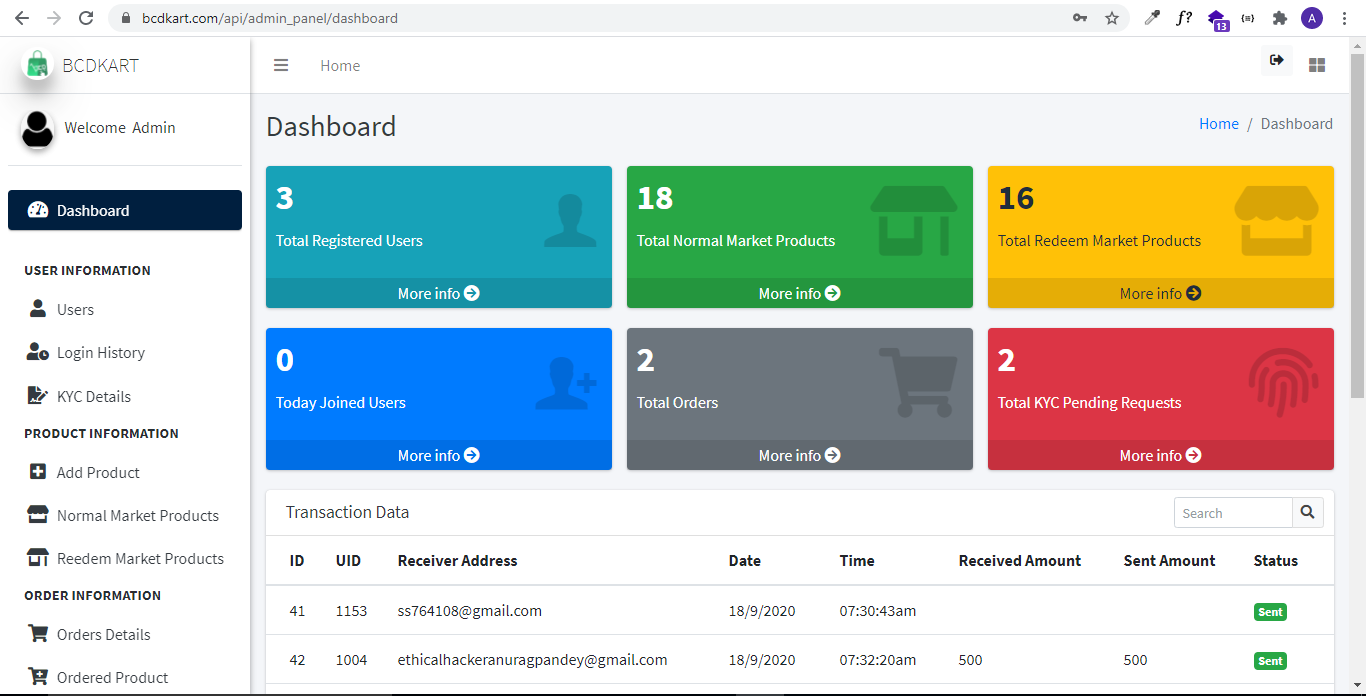 bcdkart.com/api/admin_panel/dashboard
f?
13
A
BCDKART
Home
Welcome Admin
Dashboard
Home / Dashboard
Dashboard
USER INFORMATION
Users
Login History
KYC Details
PRODUCT INFORMATION
Add Product
Normal Market Products
Reedem Market Products
ORDER INFORMATION
Orders Details
Ordered Product
3
Total Registered Users
More info
18
Total Normal Market Products
More info
16
Total Redeem Market Products
More info
0
Today Joined Users
More info
2
Total Orders
More info
2
Total KYC Pending Requests
More info
Transaction Data
Search
ID UID Receiver Address Date Time Received Amount Sent Amount Status
41 1153 ss764108@gmail.com 18/9/2020 07:30:43am Sent
42 1004 ethicalhackeranuragpandey@gmail.com 18/9/2020 07:32:20am 500 500 Sent